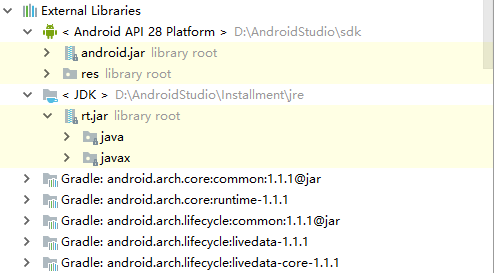 External Libraries
< Android API 28 Platform > D:\AndroidStudio\sdk
android.jar library root
res library root
< JDK > D:\AndroidStudio\Installment\jre
rt.jar library root
java
javax
Gradle: android.arch.core:common:1.1.1@jar
Gradle: android.arch.core:runtime-1.1.1
Gradle: android.arch.lifecycle:common:1.1.1@jar
Gradle: android.arch.lifecycle:livedata-1.1.1
Gradle: android.arch.lifecycle:livedata-core-1.1.1